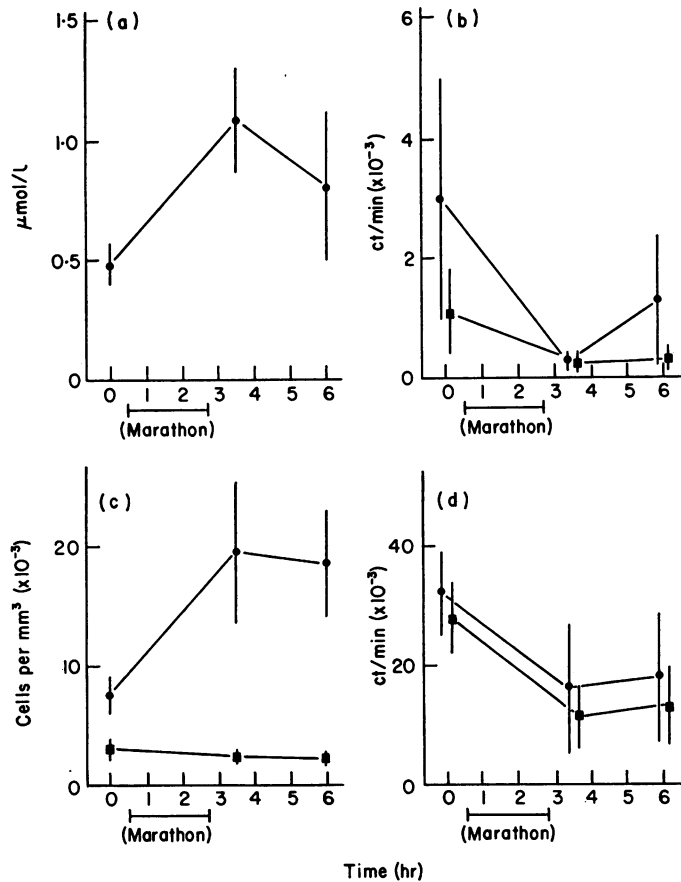 (a)
1·5
1·0
0·5
0
μmol/l
0 1 2 3 4 5 6
(Marathon)
(b)
6
4
2
0
ct/min (x10⁻³)
0 1 2 3 4 5 6
(Marathon)
(c)
20
10
0
Cells per mm³ (x10⁻³)
0 1 2 3 4 5 6
(Marathon)
(d)
40
20
0
ct/min (x10⁻³)
0 1 2 3 4 5 6
(Marathon)
Time (hr)